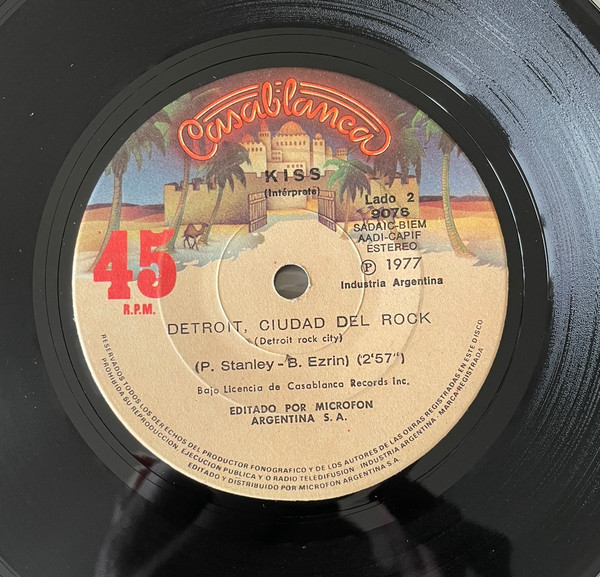 Casablanca
KISS
(Intérprete)
Lado 2
9076
SADAIC-BIEM
AADI-CAPIF
ESTEREO
Ⓟ 1977
Industria Argentina
45
R.P.M.
DETROIT, CIUDAD DEL ROCK
(Detroit rock city)
(P. Stanley-B. Ezrin) (2'57")
Bajo Licencia de Casablanca Records Inc.
EDITADO POR MICROFON
ARGENTINA S.A.
RESERVADOS TODOS LOS DERECHOS DEL PRODUCTOR FONOGRAFICO Y DE LOS AUTORES DE LAS OBRAS REGISTRADAS EN ESTE DISCO
PROHIBIDA SU REPRODUCCION, EJECUCION PUBLICA Y O RADIO TELEDIFUSION - INDUSTRIA ARGENTINA - MARCA REGISTRADA
EDITADO Y DISTRIBUIDO POR MICROFON ARGENTINA S.A.